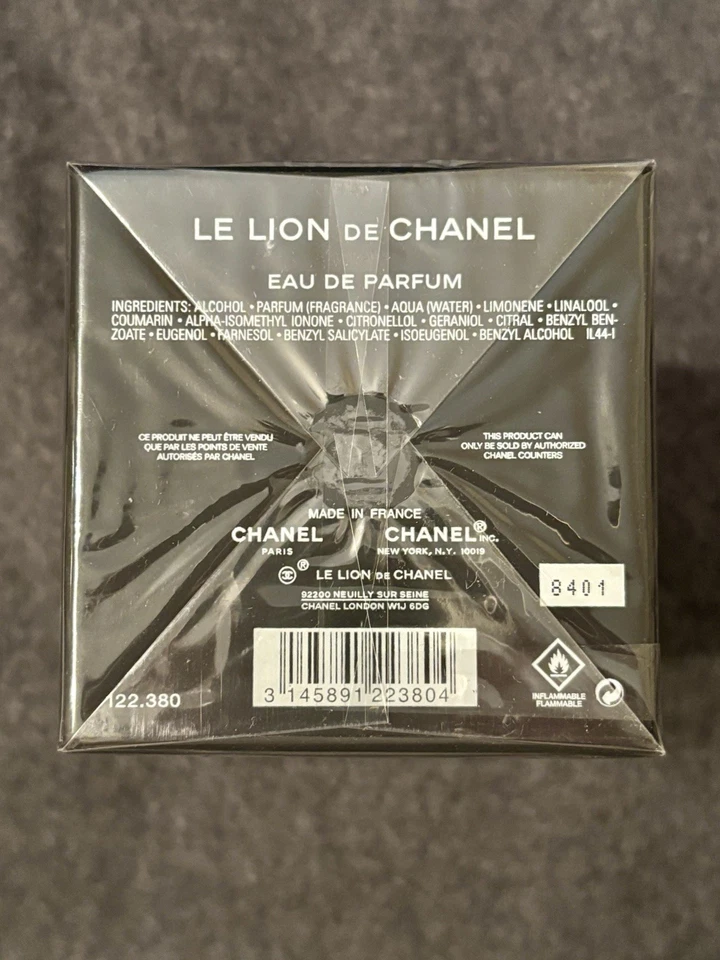 LE LION DE CHANEL
EAU DE PARFUM
INGREDIENTS: ALCOHOL • PARFUM (FRAGRANCE) • AQUA (WATER) • LIMONENE • LINALOOL •
COUMARIN • ALPHA-ISOMETHYL IONONE • CITRONELLOL • GERANIOL • CITRAL • BENZYL BEN-
ZOATE • EUGENOL • FARNESOL • BENZYL SALICYLATE • ISOEUGENOL • BENZYL ALCOHOL IL44-I
CE PRODUIT NE PEUT ÊTRE VENDU
QUE PAR LES POINTS DE VENTE
AUTORISÉS PAR CHANEL
THIS PRODUCT CAN
ONLY BE SOLD BY AUTHORIZED
CHANEL COUNTERS
MADE IN FRANCE
CHANEL
PARIS
CHANEL® INC.
NEW YORK, N.Y. 10019
® LE LION DE CHANEL
92200 NEUILLY SUR SEINE
CHANEL LONDON W1J 6DG
8401
122.380
3 145891 223804
INFLAMMABLE
FLAMMABLE